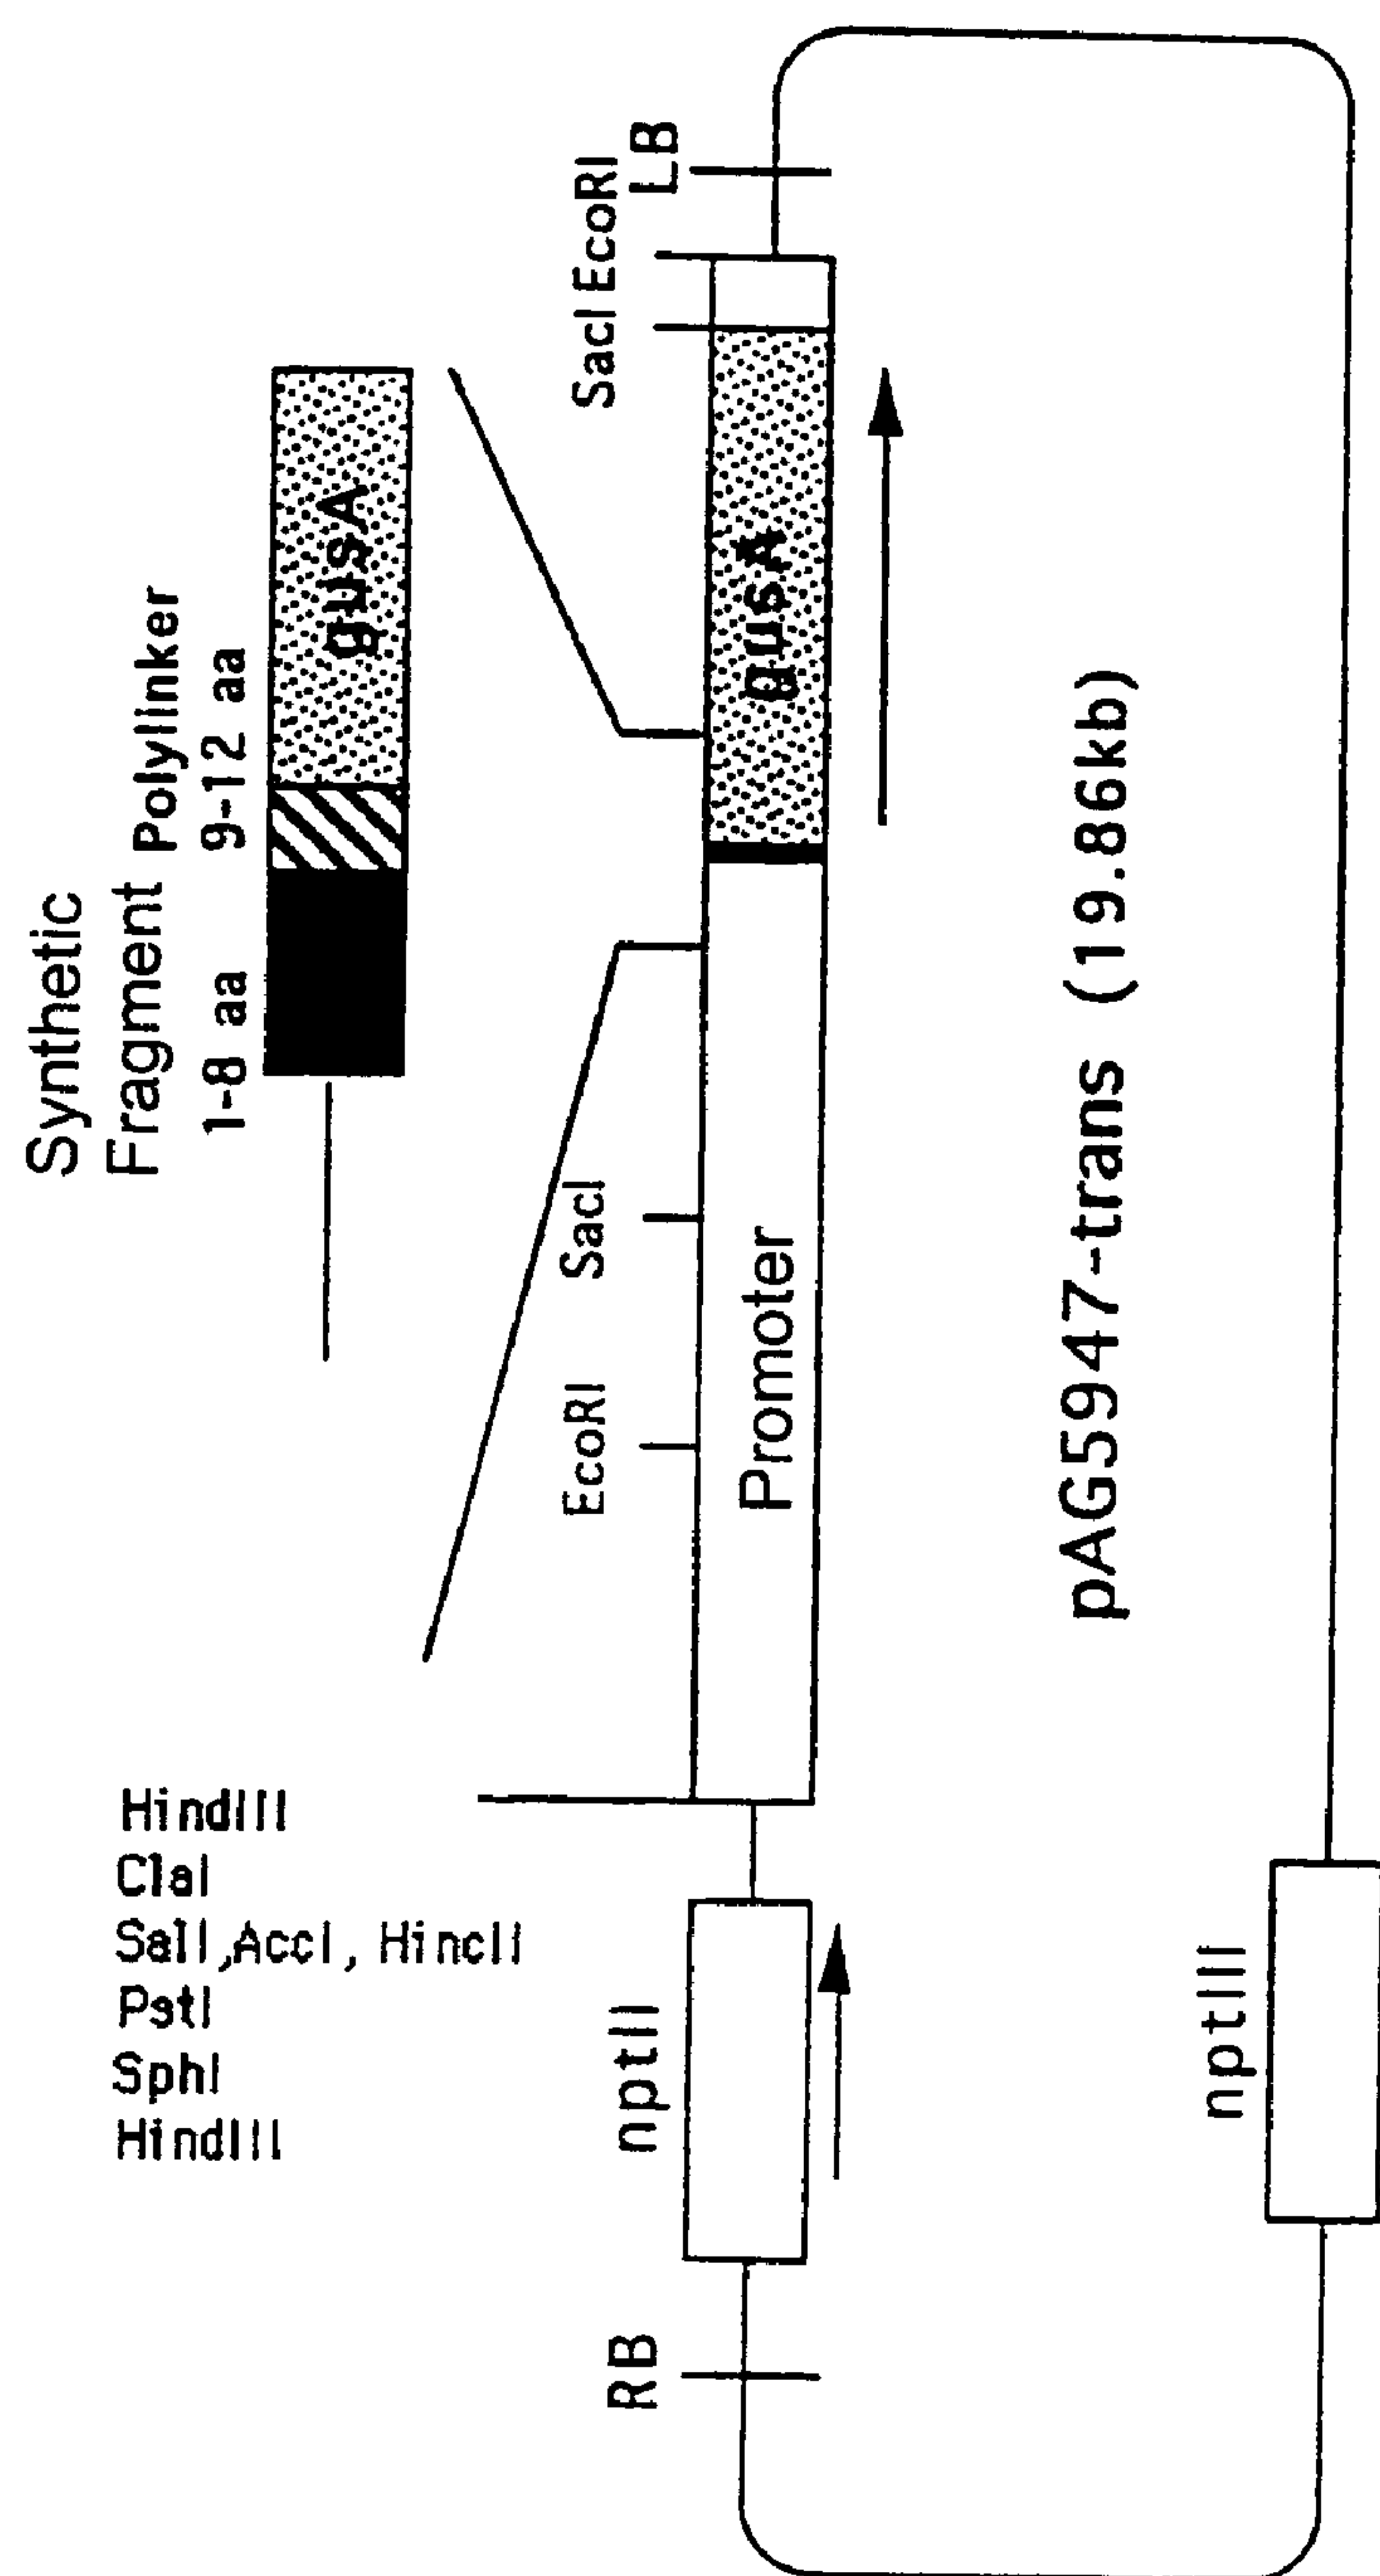 Synthetic
Fragment
Polylinker
1-8 aa
9-12 aa
gusA
HindIII
ClaI
SalI,AccI, HincII
PstI
SphI
HindIII
EcoRI
SacI
SacI
EcoRI
RB
nptII
Promoter
gusA
LB
pAG5947-trans (19.86kb)
nptIII